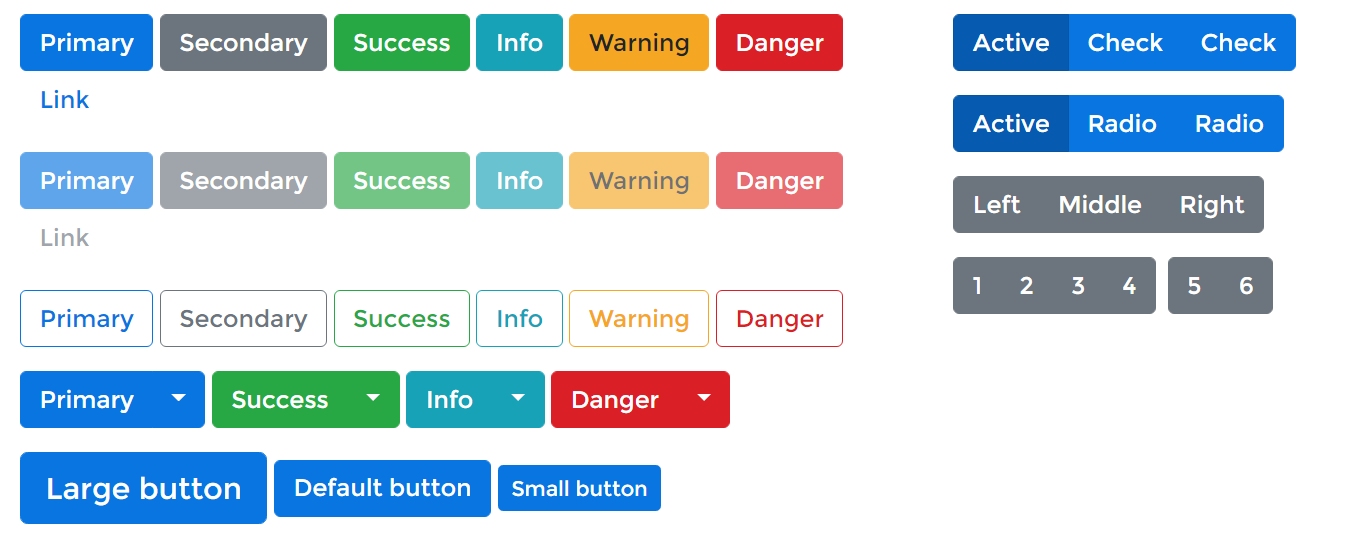 Primary Secondary Success Info Warning Danger
Link
Primary Secondary Success Info Warning Danger
Link
Primary Secondary Success Info Warning Danger
Primary Success Info Danger
Large button Default button Small button
Active Check Check
Active Radio Radio
Left Middle Right
1 2 3 4 5 6